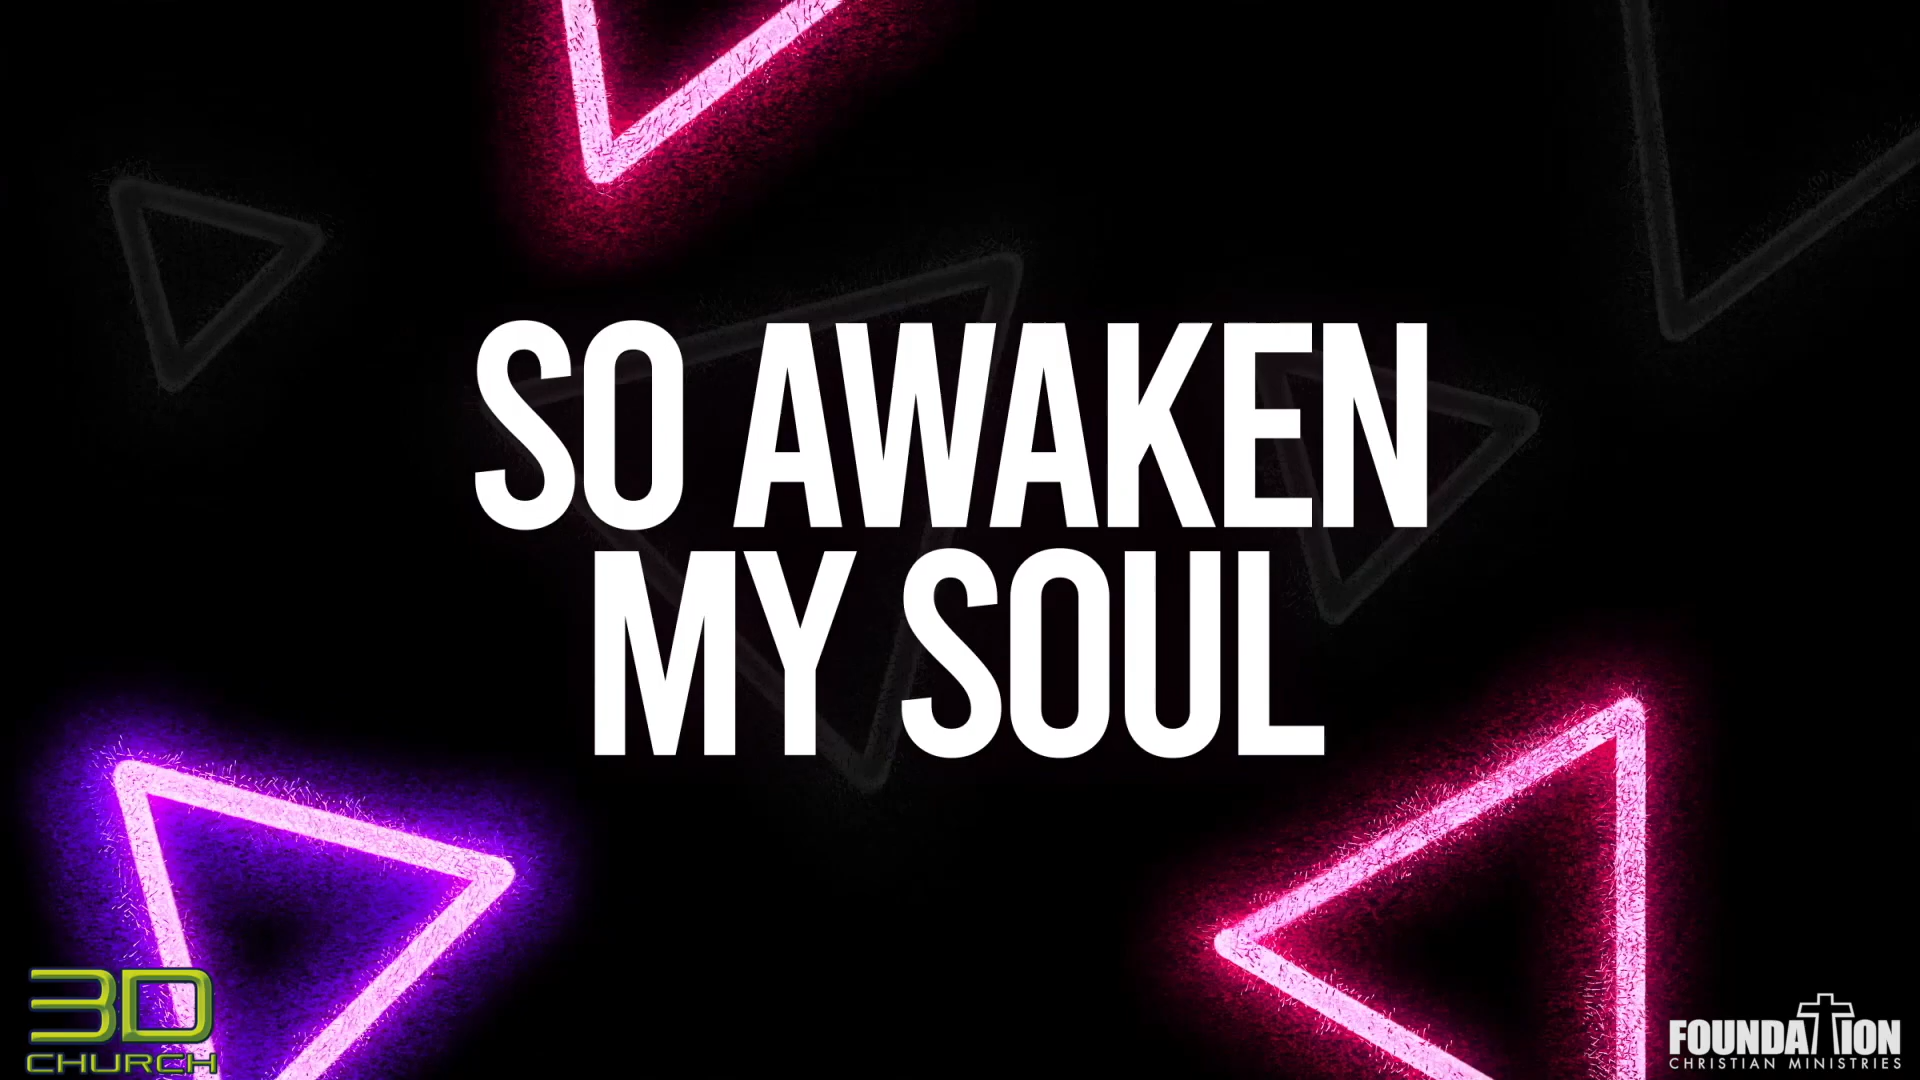 SO AWAKEN
MY SOUL
3D
CHURCH
FOUNDATION
CHRISTIAN MINISTRIES